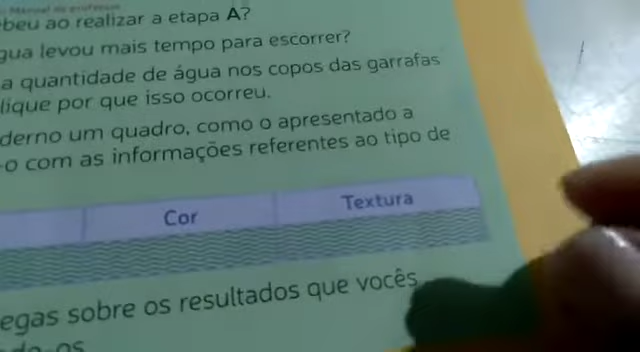 beu ao realizar a etapa A?
gua levou mais tempo para escorrer?
a quantidade de água nos copos das garrafas
lique por que isso ocorreu.
derno um quadro, como o apresentado a
-o com as informações referentes ao tipo de
Cor Textura
egas sobre os resultados que vocês